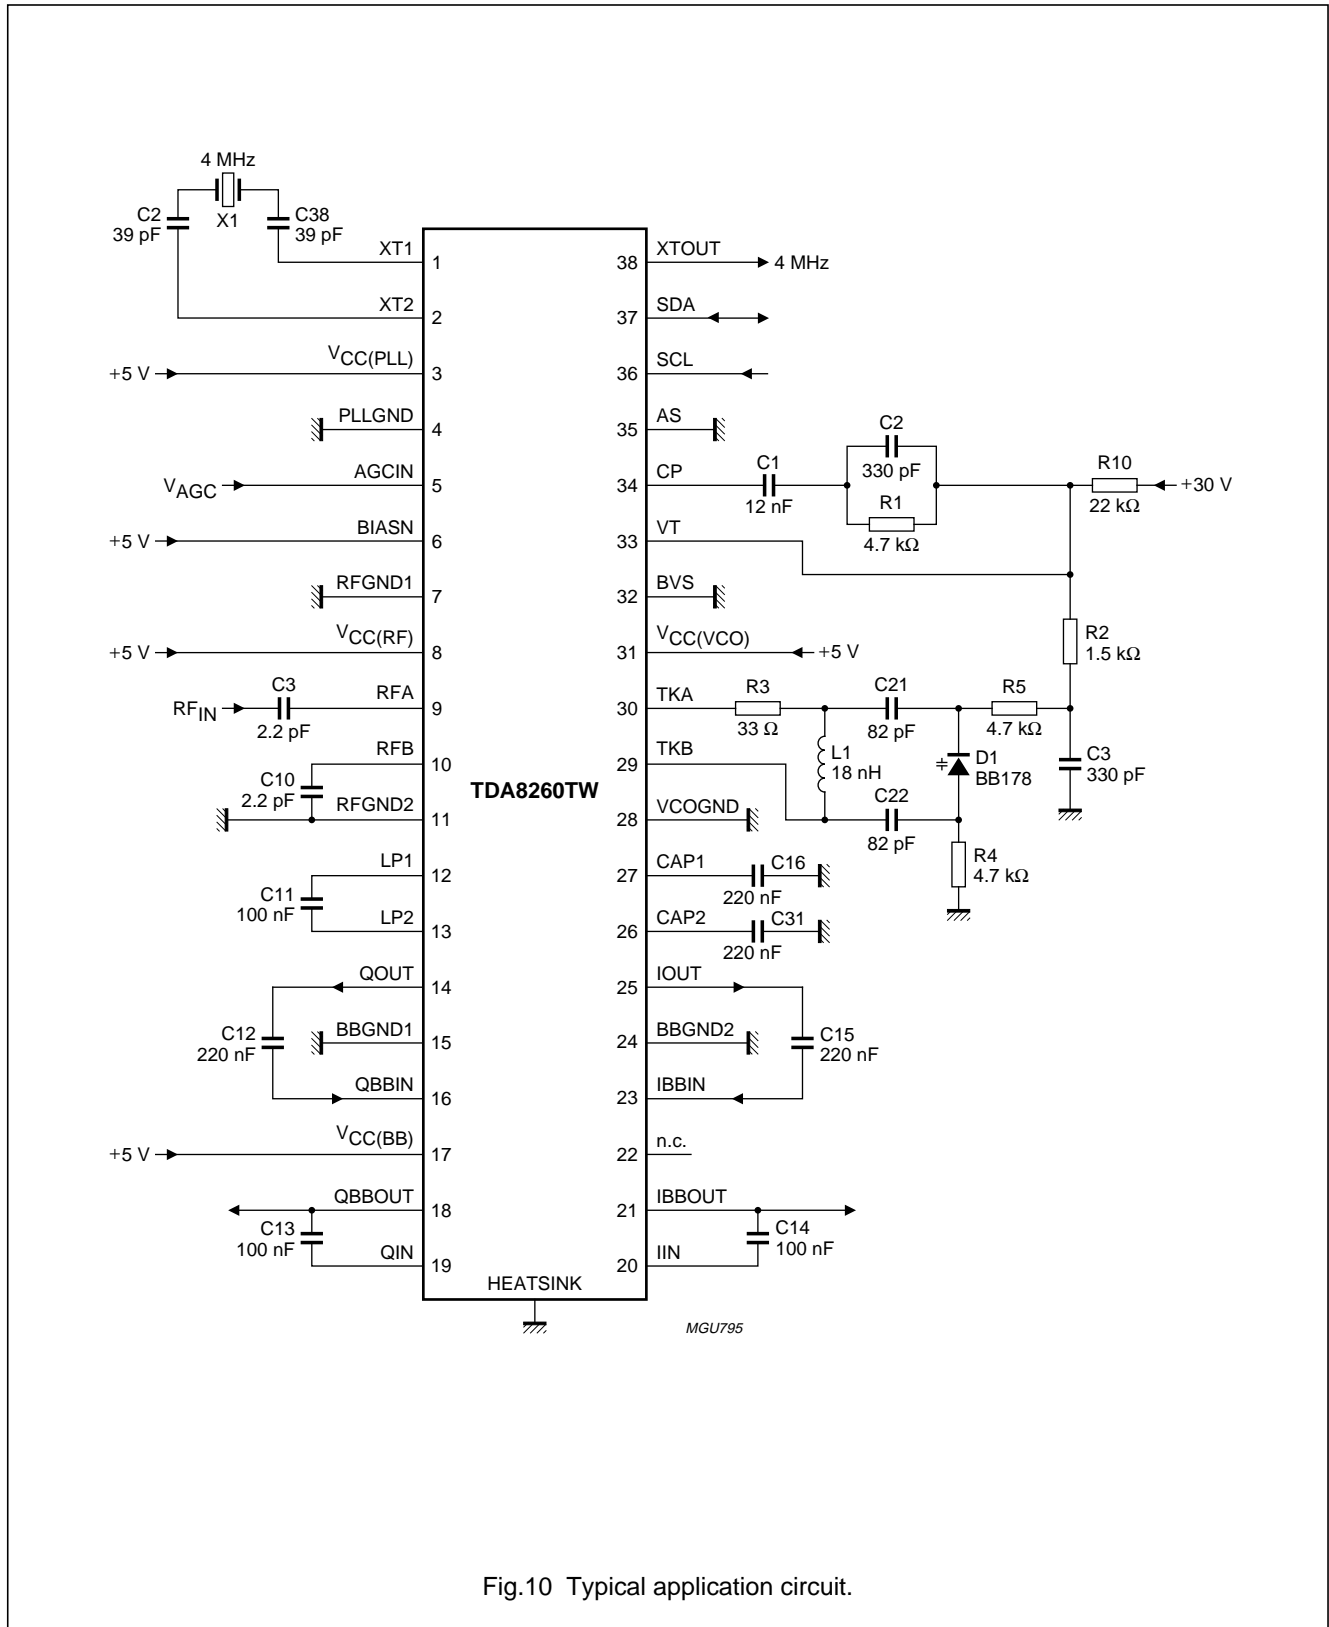 4 MHz
X1
C2
39 pF
C38
39 pF
XT1
1
XT2
2
+5 V
VCC(PLL)
3
PLLGND
4
VAGC
AGCIN
5
+5 V
BIASN
6
RFGND1
7
+5 V
VCC(RF)
8
RFIN
C3
2.2 pF
RFA
9
RFB
10
C10
2.2 pF
RFGND2
11
LP1
12
C11
100 nF
LP2
13
QOUT
14
C12
220 nF
BBGND1
15
QBBIN
16
+5 V
VCC(BB)
17
QBBOUT
18
C13
100 nF
QIN
19
TDA8260TW
HEATSINK
38
XTOUT
4 MHz
37
SDA
36
SCL
35
AS
34
CP
C1
12 nF
C2
330 pF
R1
4.7 kΩ
R10
22 kΩ
+30 V
33
VT
32
BVS
31
VCC(VCO)
+5 V
R2
1.5 kΩ
30
TKA
R3
33 Ω
C21
82 pF
R5
4.7 kΩ
29
TKB
L1
18 nH
D1
BB178
C3
330 pF
28
VCOGND
C22
82 pF
R4
4.7 kΩ
27
CAP1
C16
220 nF
26
CAP2
C31
220 nF
25
IOUT
24
BBGND2
C15
220 nF
23
IBBIN
22
n.c.
21
IBBOUT
C14
100 nF
20
IIN
MGU795
Fig.10 Typical application circuit.